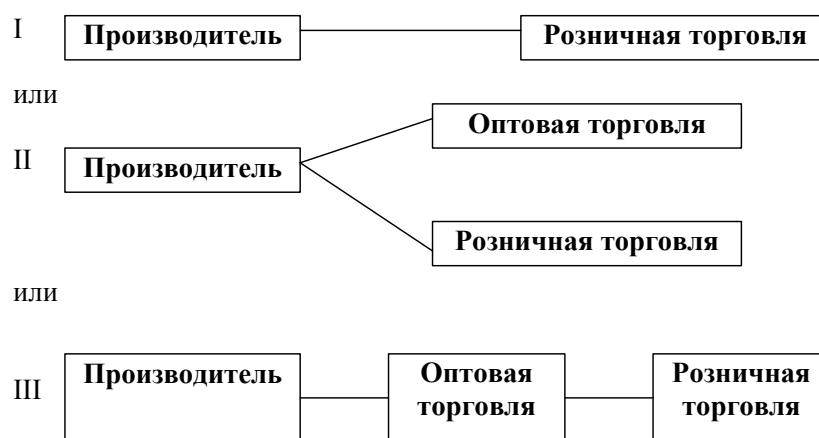 I Производитель Розничная торговля
или
Оптовая торговля
II Производитель
Розничная торговля
или
III Производитель Оптовая торговля Розничная торговля